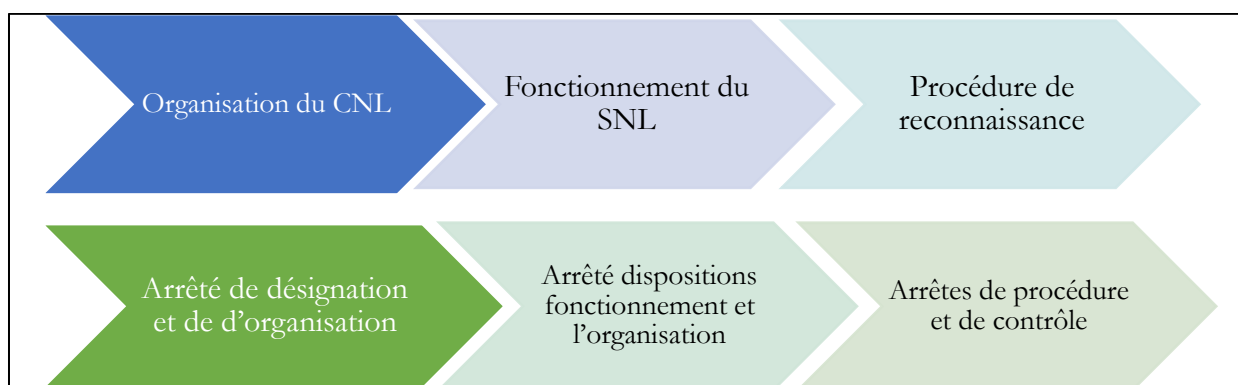 Organisation du CNL
Fonctionnement du
SNL
Procédure de
reconnaissance
Arrêté de désignation
et de d'organisation
Arrêté dispositions
fonctionnement et
l'organisation
Arrêtes de procédure
et de contrôle